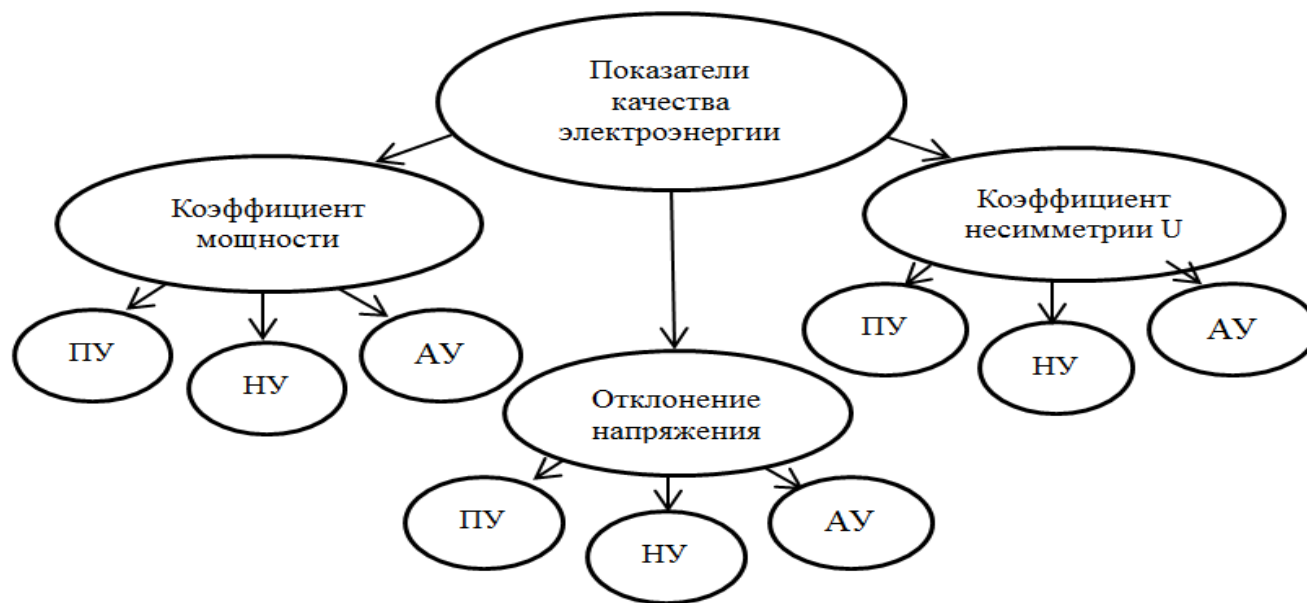 Показатели
качества
электроэнергии
Коэффициент
мощности
Коэффициент
несимметрии U
ПУ
НУ
АУ
ПУ
НУ
АУ
Отклонение
напряжения
ПУ
НУ
АУ